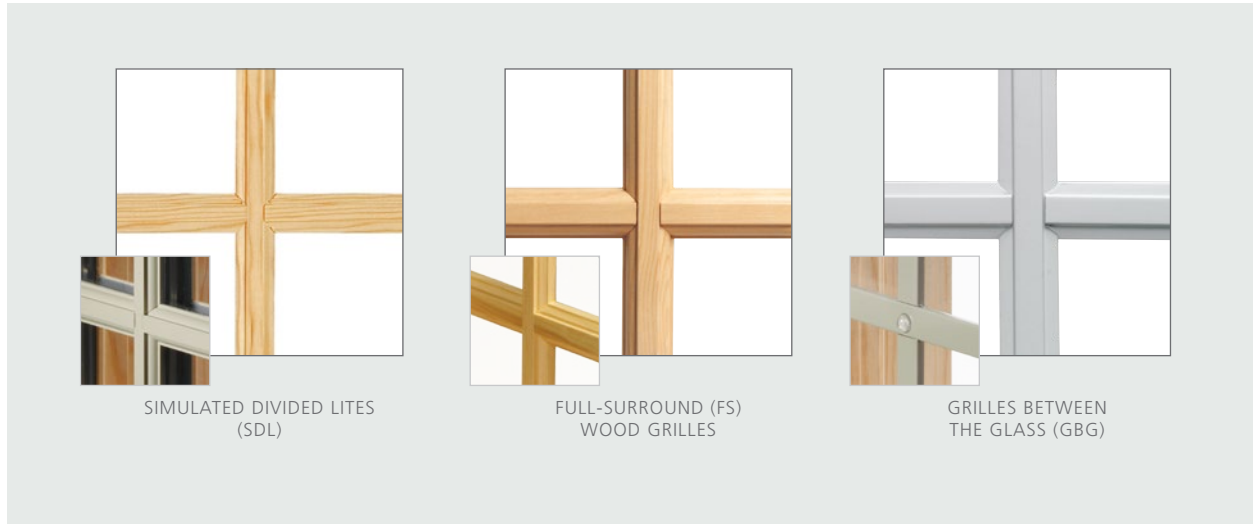 SIMULATED DIVIDED LITES
(SDL)
FULL-SURROUND (FS)
WOOD GRILLES
GRILLES BETWEEN
THE GLASS (GBG)